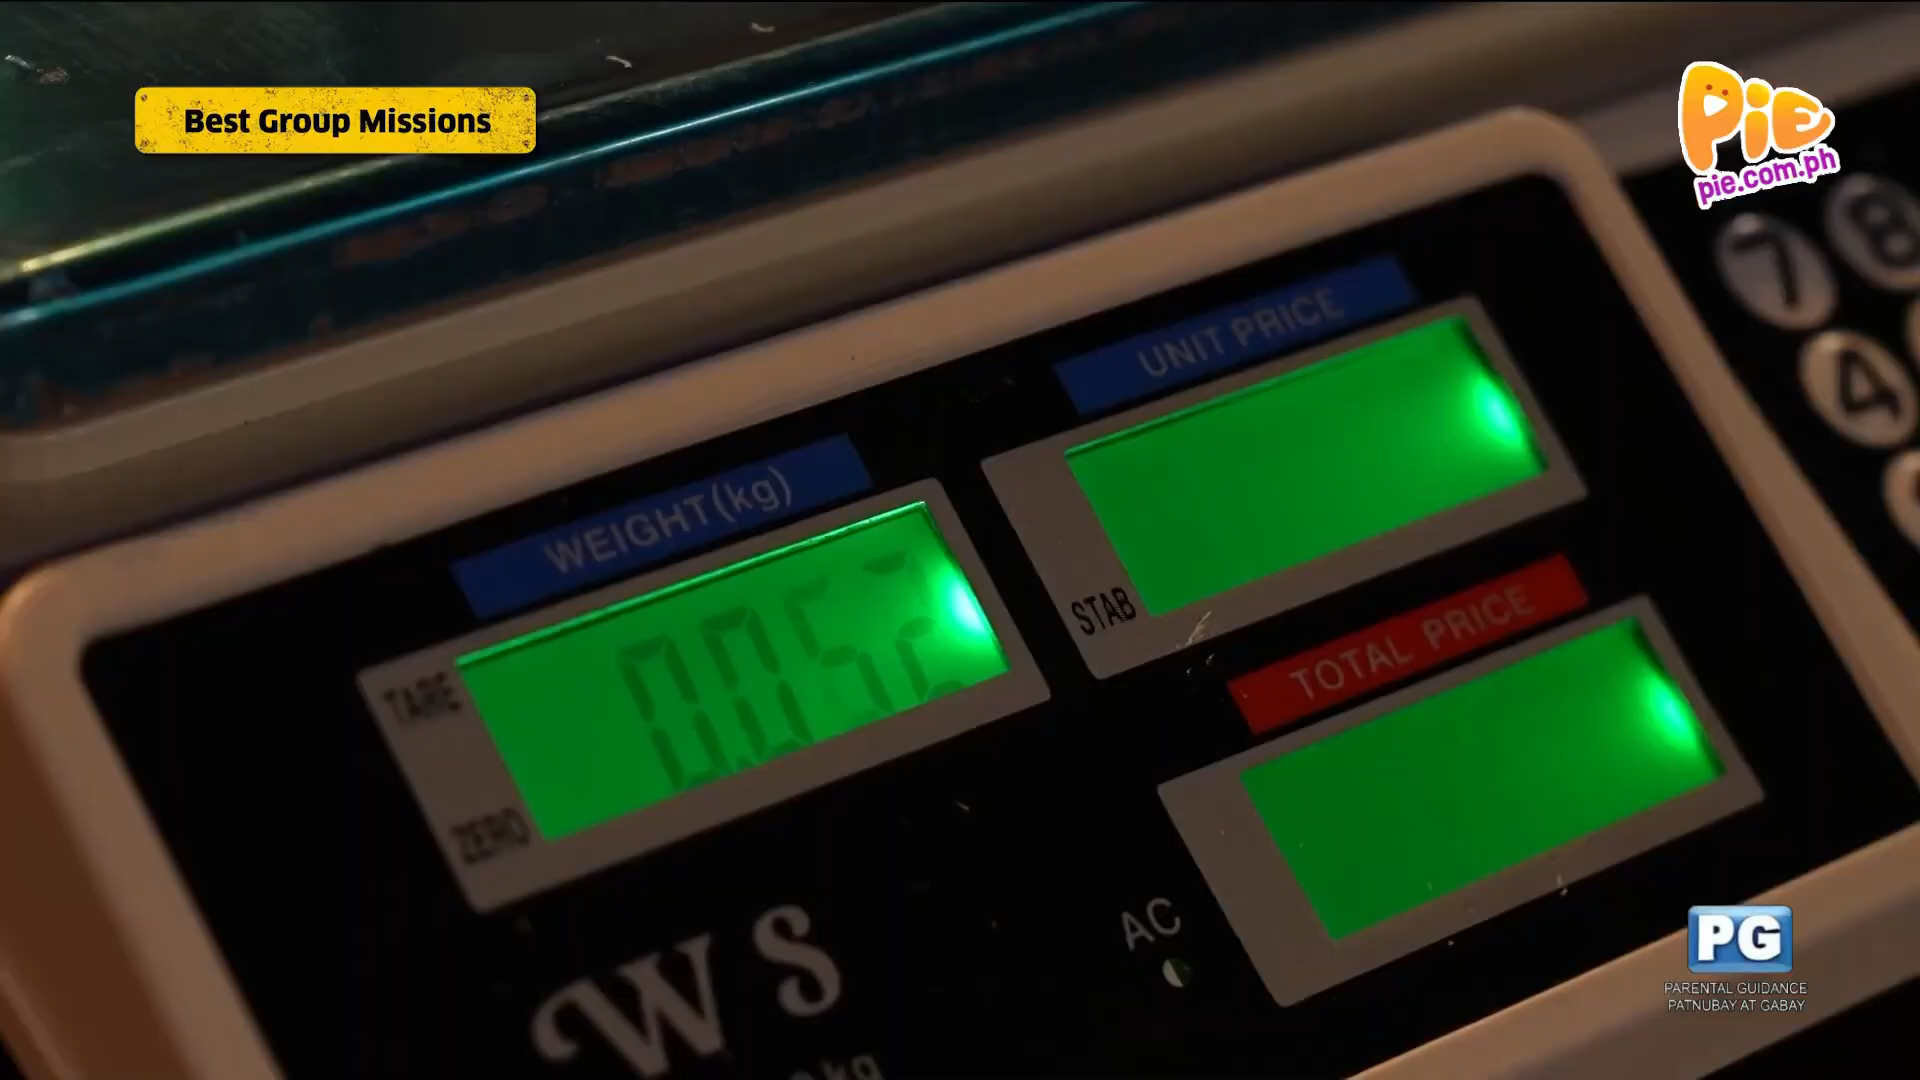 Best Group Missions
Pie
pie.com.ph
7 8
4
UNIT PRICE
WEIGHT(kg)
STAB
TARE
TOTAL PRICE
ZERO
AC
WS
kg
PG
PARENTAL GUIDANCE
PATNUBAY AT GABAY